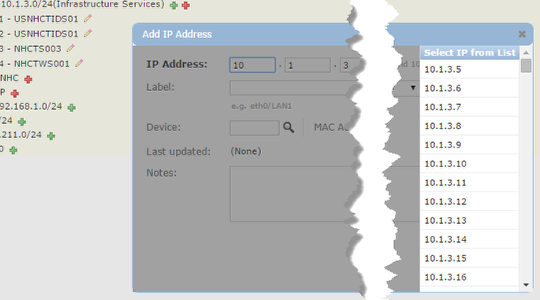 10.1.3.0/24(Infrastructure Services)
1 - USNHCTIDS01
2 - USNHCTIDS01
3 - NHCTS003
4 - NHCTWS001
NHC
P
92.168.1.0/24
/24
.211.0/24
0
Add IP Address
IP Address: 10 . 1 . 3
Label:
e.g. eth0/LAN1
Device:
MAC
Last updated: (None)
Notes:
Select IP from List
10.1.3.5
10.1.3.6
10.1.3.7
10.1.3.8
10.1.3.9
10.1.3.10
10.1.3.11
10.1.3.12
10.1.3.13
10.1.3.14
10.1.3.15
10.1.3.16